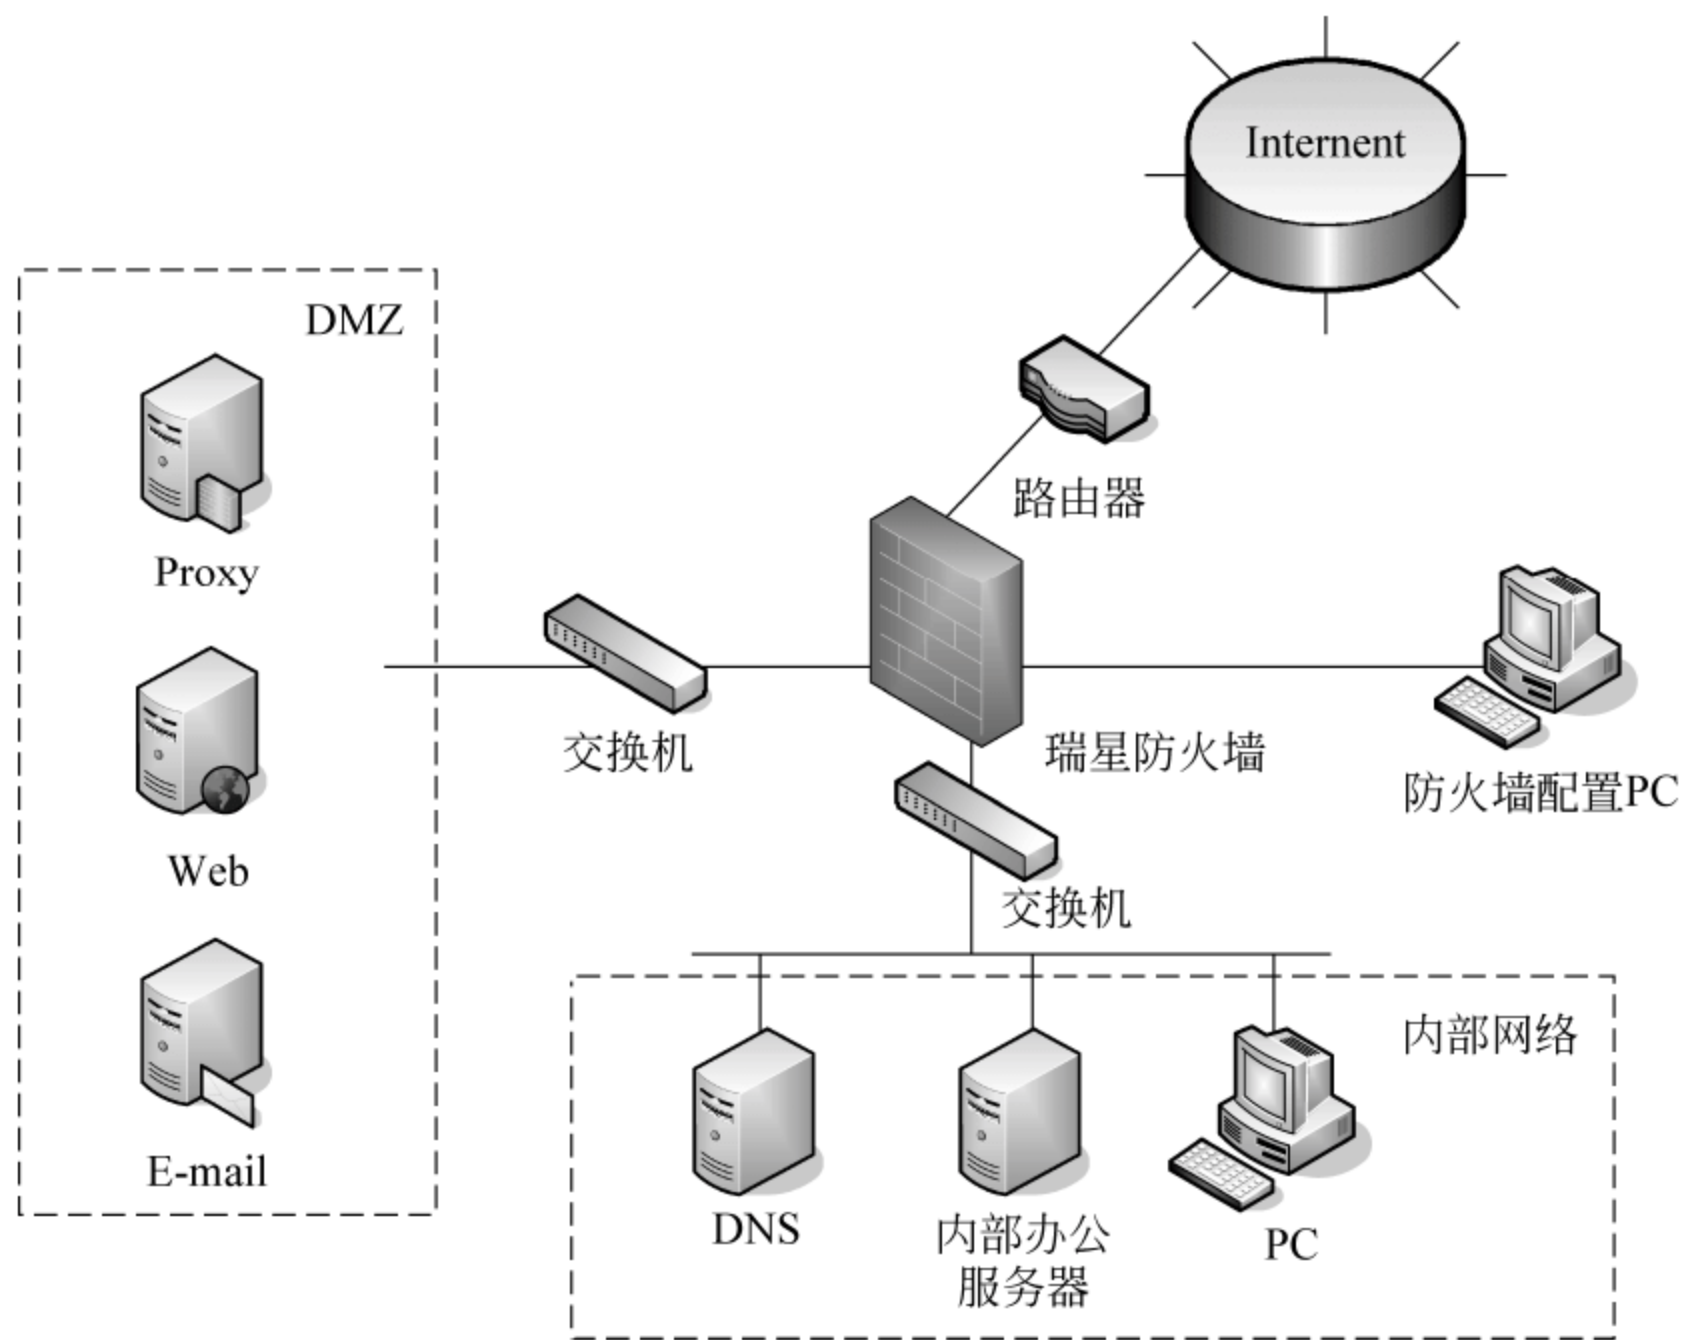 Internent
DMZ
路由器
Proxy
交换机
瑞星防火墙
防火墙配置PC
Web
交换机
内部网络
E-mail
DNS
内部办公
服务器
PC